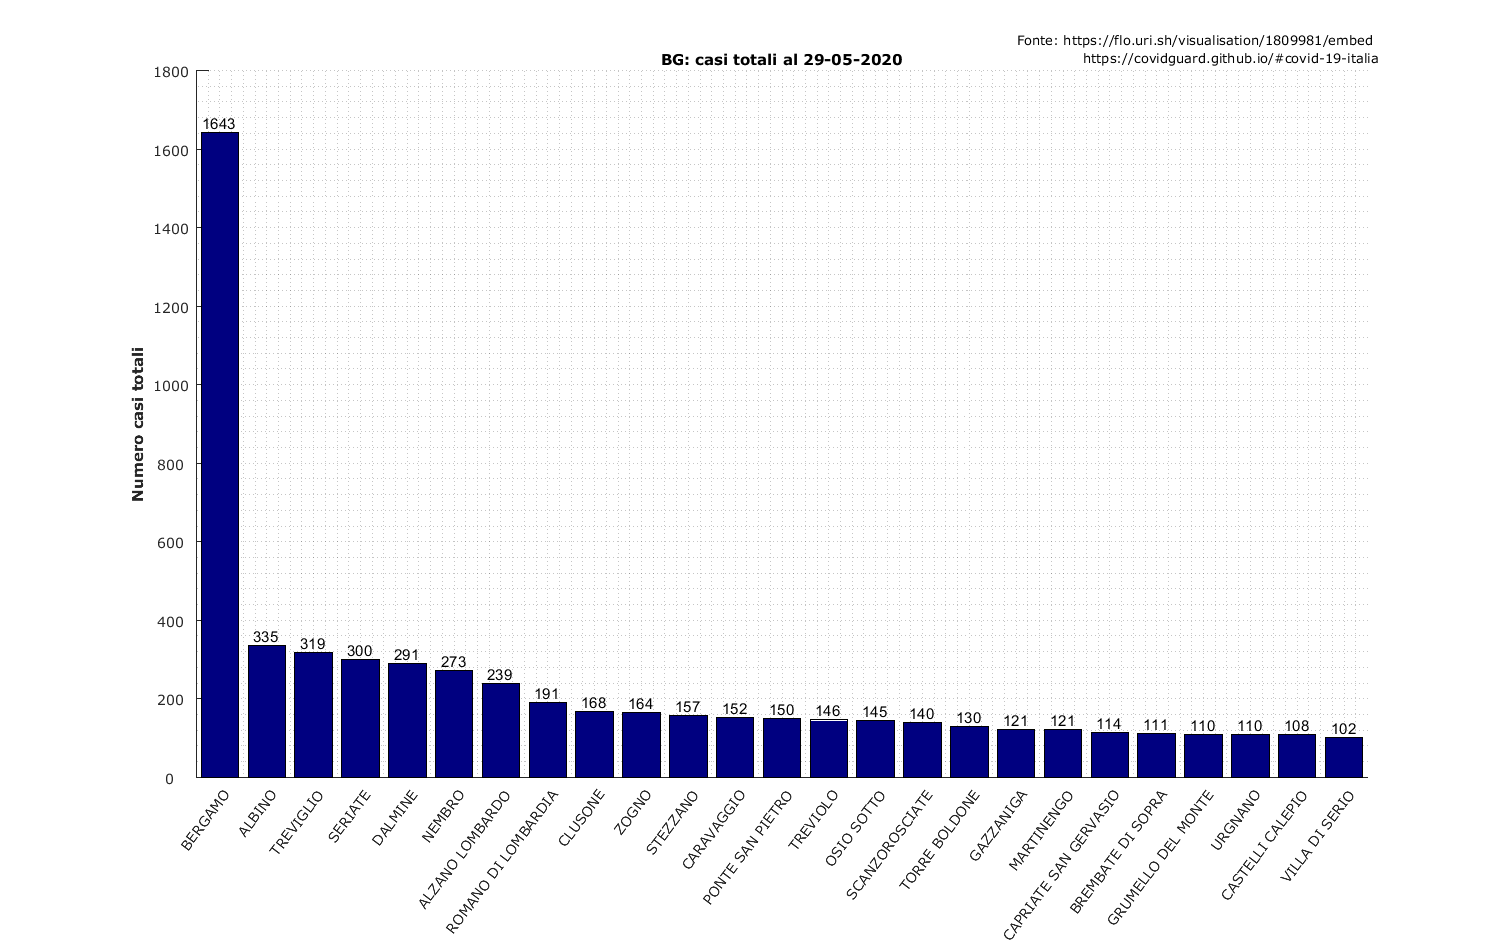 Fonte: https://flo.uri.sh/visualisation/1809981/embed
https://covidguard.github.io/#covid-19-italia
BG: casi totali al 29-05-2020
Numero casi totali
1800
1600
1400
1200
1000
800
600
400
200
0
1643
335
319
300
291
273
239
191
168
164
157
152
150
146
145
140
130
121
121
114
111
110
110
108
102
BERGAMO
ALBINO
TREVIGLIO
SERIATE
DALMINE
NEMBRO
ALZANO LOMBARDO
ROMANO DI LOMBARDIA
CLUSONE
ZOGNO
STEZZANO
CARAVAGGIO
PONTE SAN PIETRO
TREVIOLO
OSIO SOTTO
SCANZOROSCIATE
TORRE BOLDONE
GAZZANIGA
MARTINENGO
CAPRIATE SAN GERVASIO
BREMBATE DI SOPRA
GRUMELLO DEL MONTE
URGNANO
CASTELLI CALEPIO
VILLA DI SERIO